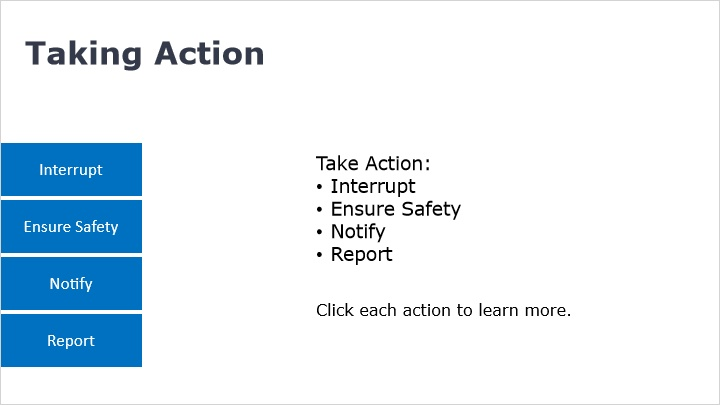 Taking Action
Interrupt
Ensure Safety
Notify
Report
Take Action:
• Interrupt
• Ensure Safety
• Notify
• Report
Click each action to learn more.